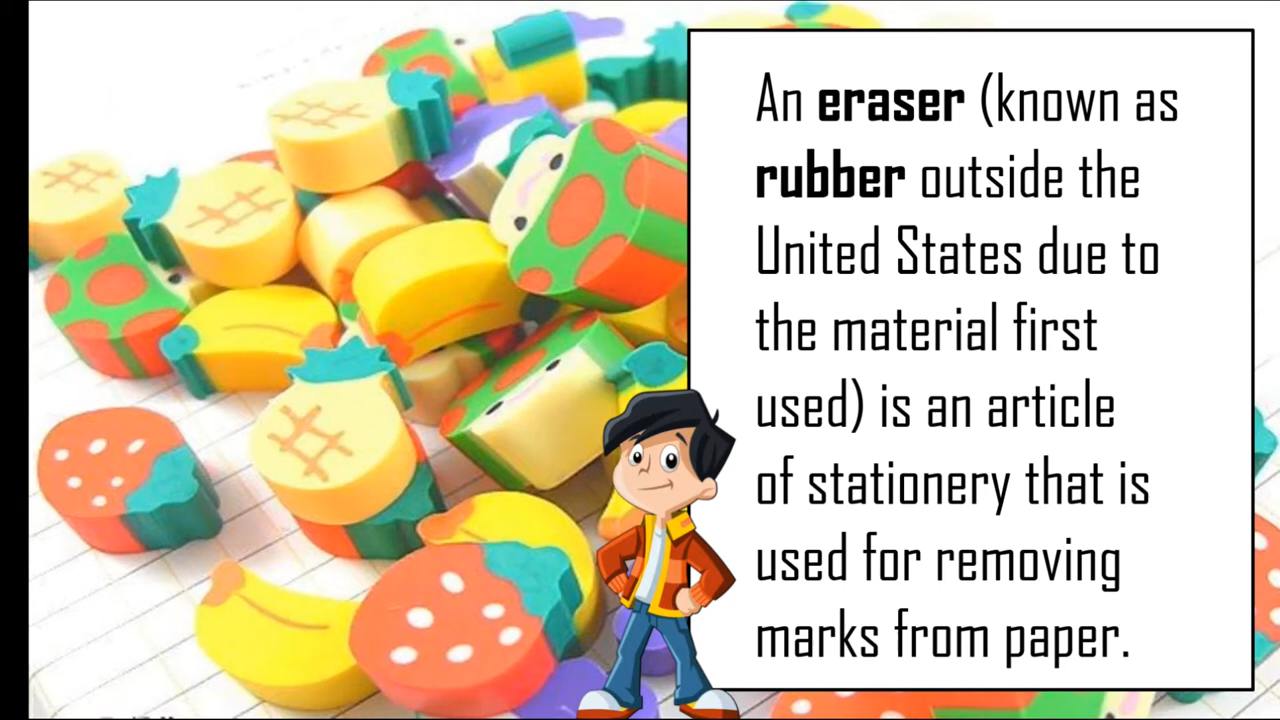 An eraser (known as
rubber outside the
United States due to
the material first
used) is an article
of stationery that is
used for removing
marks from paper.